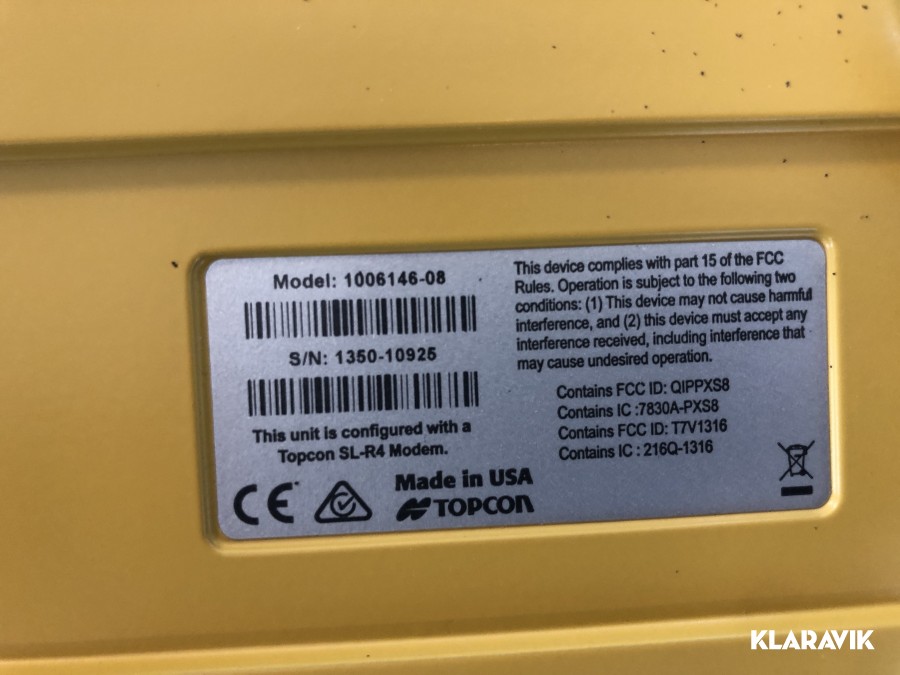 Model: 1006146-08
S/N: 1350-10925
This unit is configured with a
Topcon SL-R4 Modem.
CE
Made in USA
TOPCON
This device complies with part 15 of the FCC
Rules. Operation is subject to the following two
conditions: (1) This device may not cause harmful
interference, and (2) this device must accept any
interference received, including interference that
may cause undesired operation.
Contains FCC ID: QIPPXS8
Contains IC :7830A-PXS8
Contains FCC ID: T7V1316
Contains IC : 216Q-1316
KLARAVIK